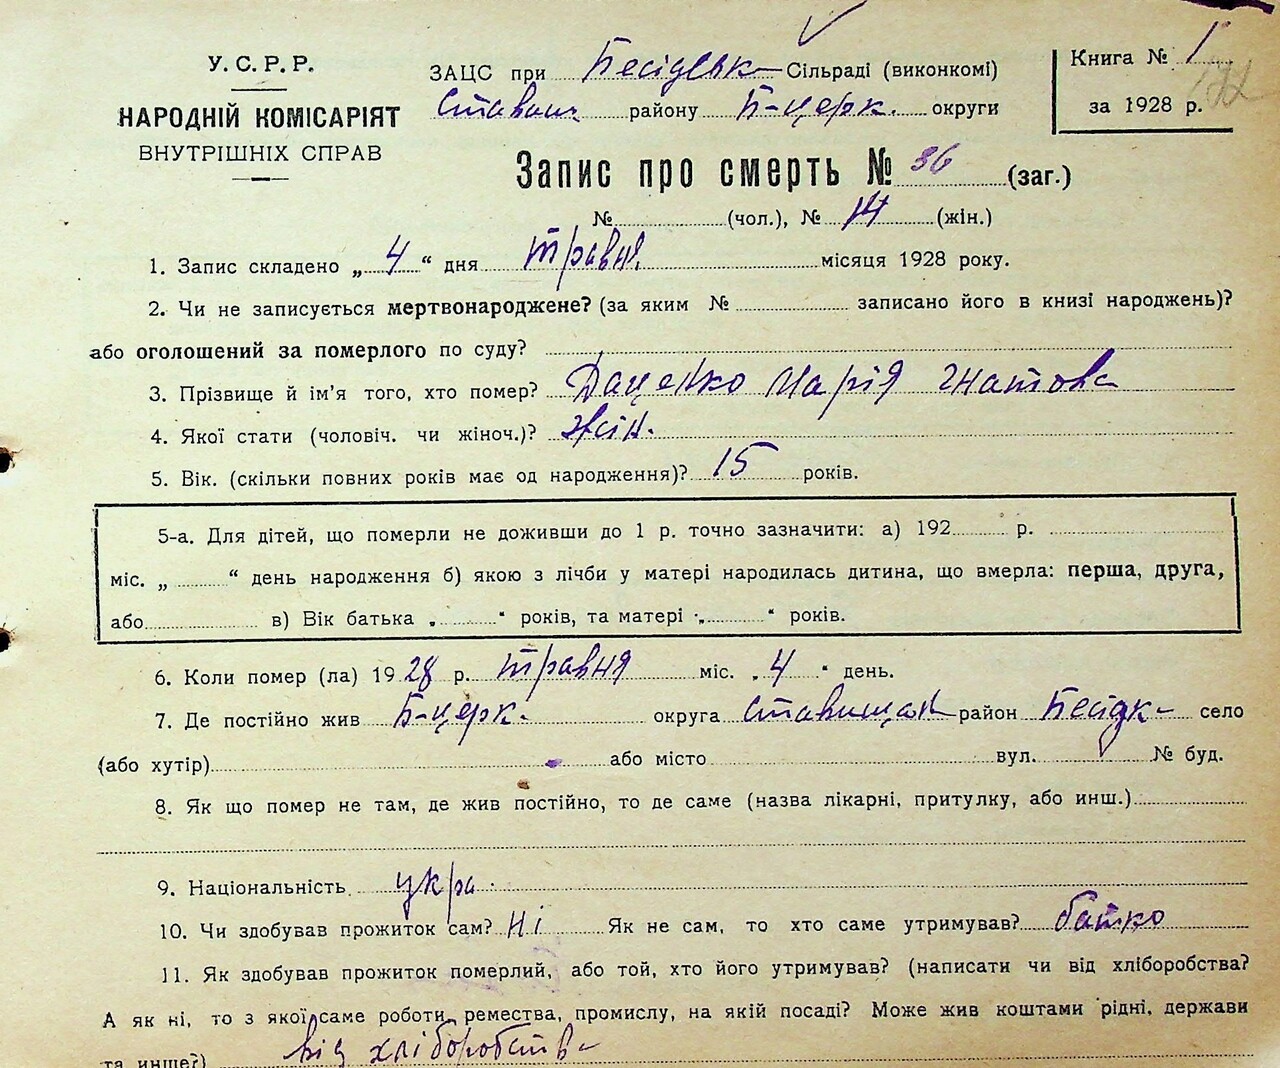 У. С. Р. Р.
НАРОДНІЙ КОМІСАРІЯТ
ВНУТРІШНІХ СПРАВ
ЗАЦС при Бесідськ Сільраді (виконкомі)
Ставищ. району Б-церк. округи
Книга № 1
за 1928 р.
Запис про смерть № 36 (заг.)
№ (чол.), № 14 (жін.)
1. Запис складено „ 4 “ дня травня місяця 1928 року.
2. Чи не записується мертвонароджене? (за яким № записано його в книзі народжень)?
або оголошений за померлого по суду?
3. Прізвище й ім'я того, хто помер? Даценко Марія Гнатова
4. Якої стати (чоловіч. чи жіноч.)? жін.
5. Вік. (скільки повних років має од народження)? 15 років.
5-а. Для дітей, що померли не доживши до 1 р. точно зазначити: а) 192 р.
міс. „ “ день народження б) якою з лічби у матері народилась дитина, що вмерла: перша, друга,
або в) Вік батька „ “ років, та матері „ “ років.
6. Коли помер (ла) 1928 р. травня міс. „ 4 “ день.
7. Де постійно жив Б-церк. округа Ставищан район Бесідк село
(або хутір) або місто вул. № буд.
8. Як що помер не там, де жив постійно, то де саме (назва лікарні, притулку, або инш.)
9. Національність укра.
10. Чи здобував прожиток сам? Ні Як не сам, то хто саме утримував? батько
11. Як здобував прожиток померлий, або той, хто його утримував? (написати чи від хліборобства?
А як ні, то з якої саме роботи, ремества, промислу, на якій посаді? Може жив коштами рідні, держави
та инше?) від хліборобства